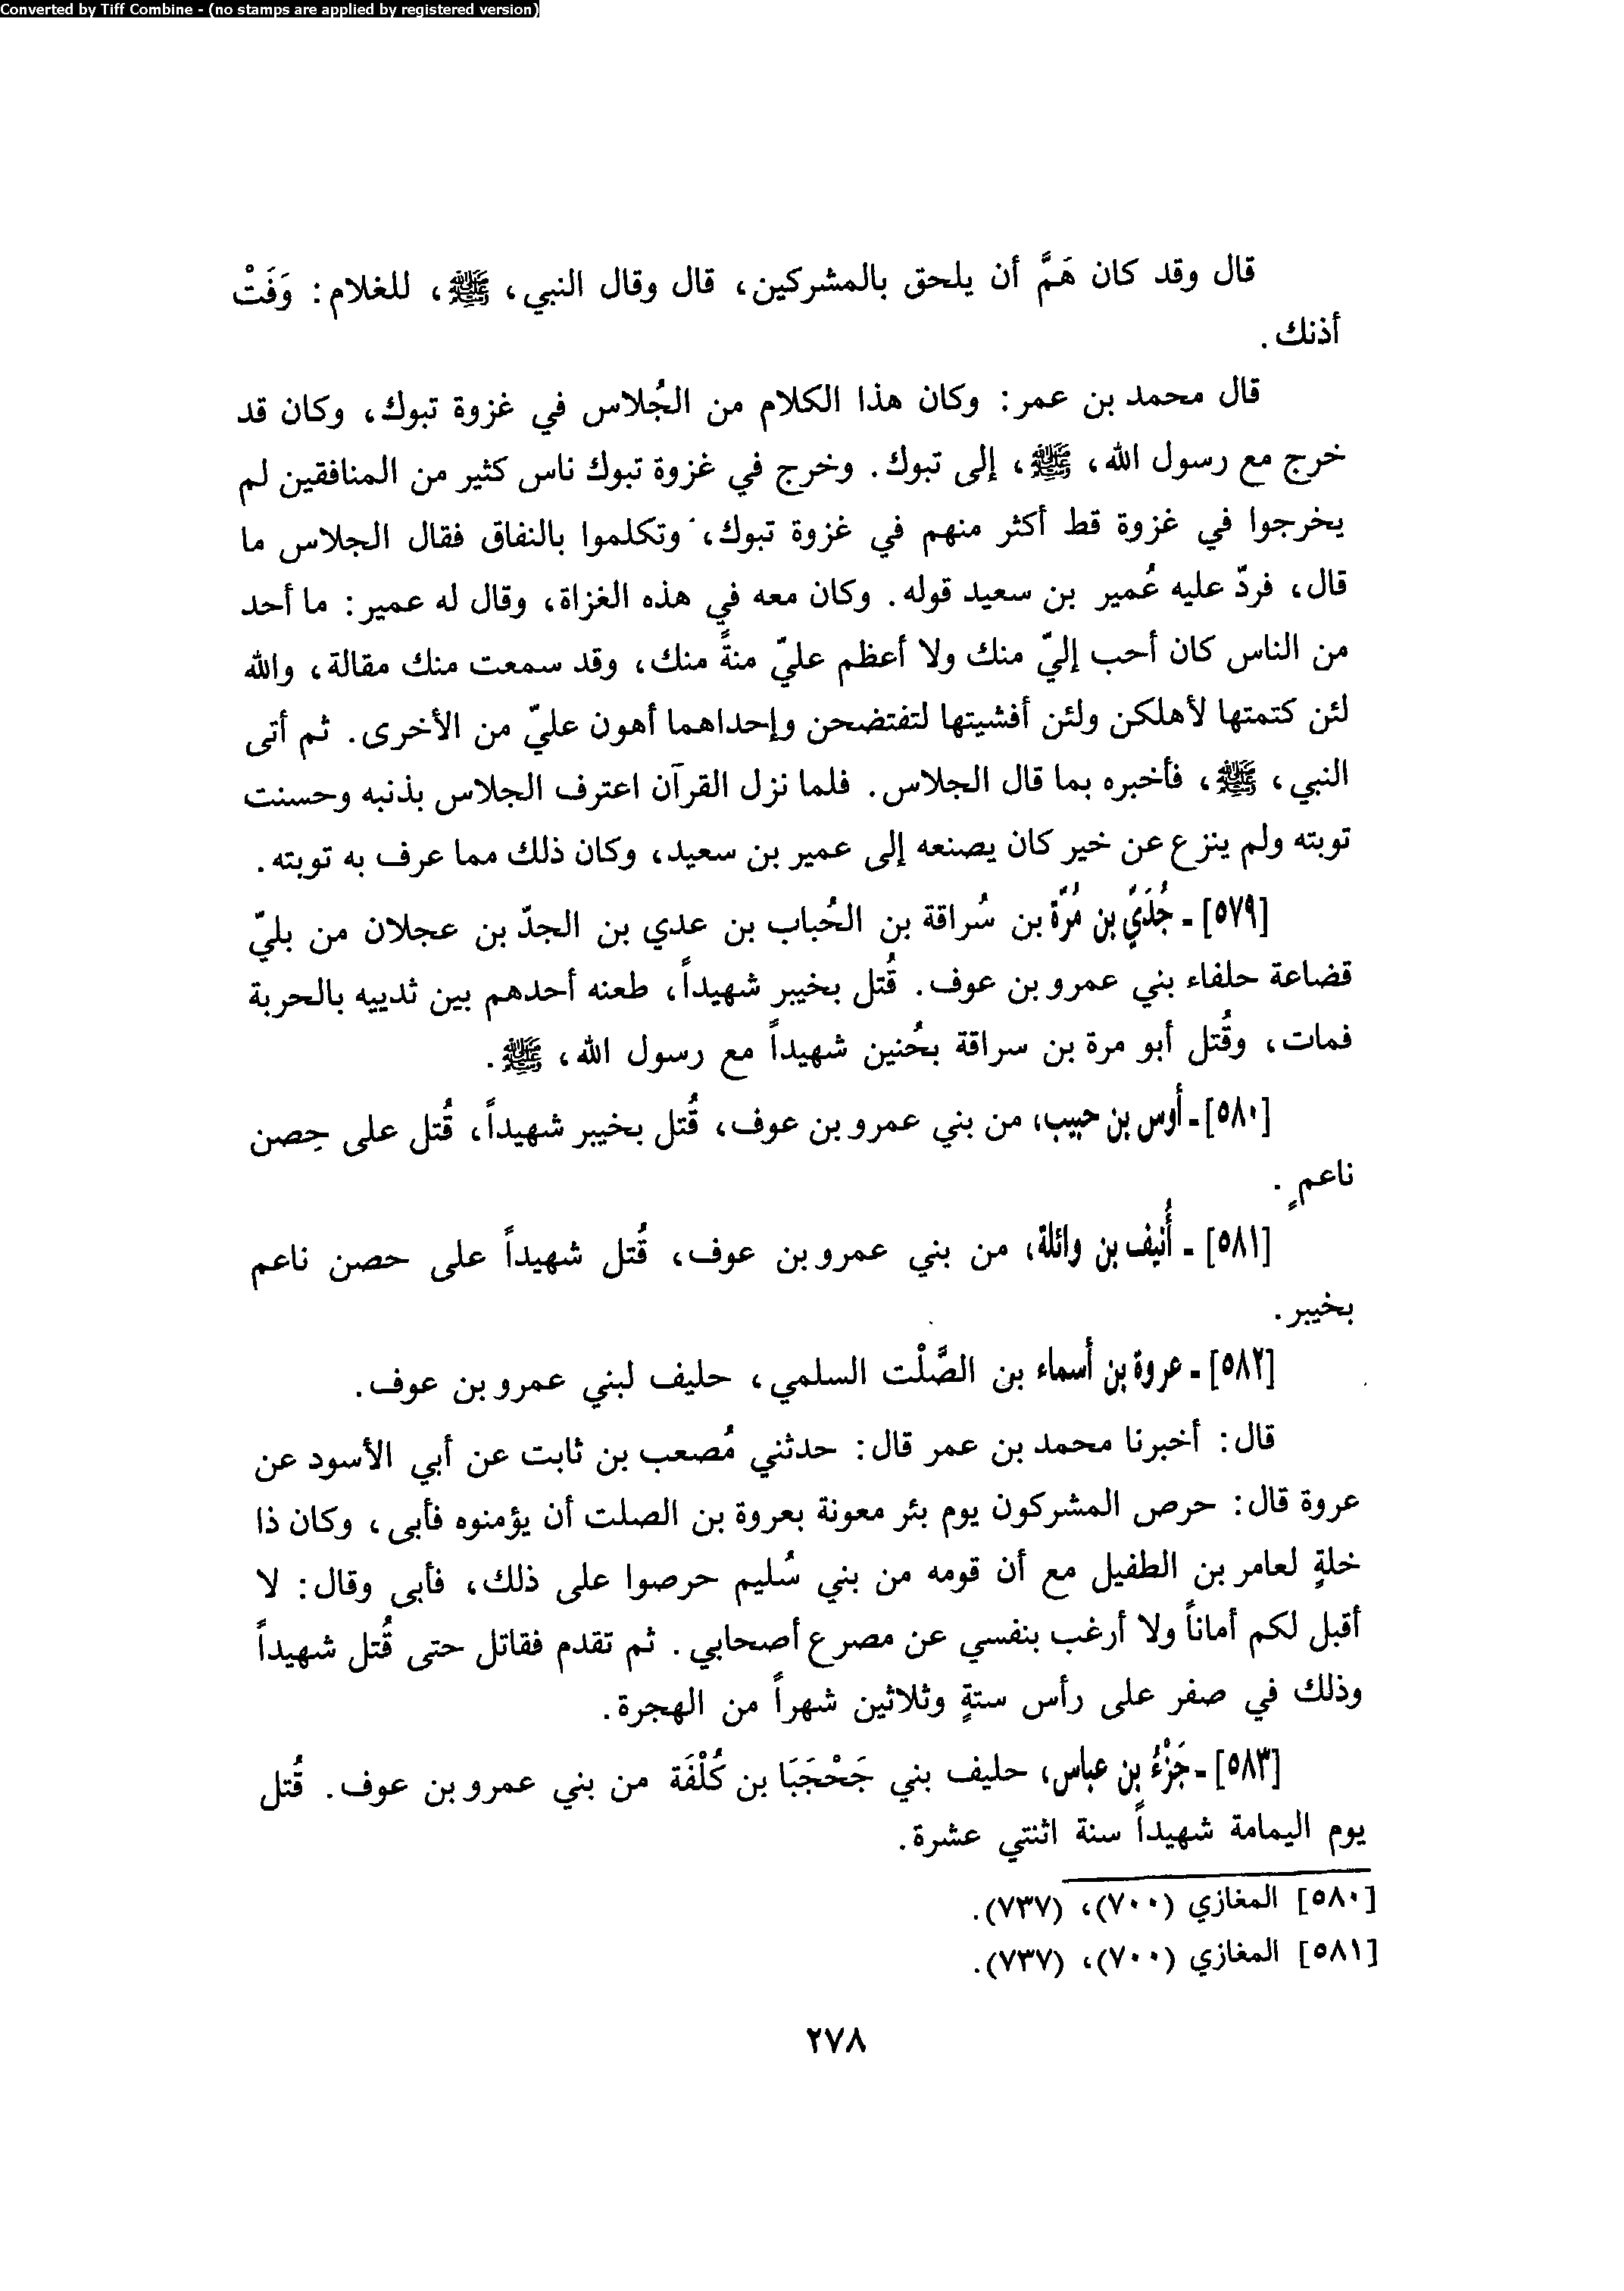 Converted by Tiff Combine - (no stamps are applied by registered version)
قال وقد كان هَمَّ أن يلحق بالمشركين، قال وقال النبي، ﷺ، للغلام: وَفَتْ
أذنك.
قال محمد بن عمر: وكان هذا الكلام من الجُلاس في غزوة تبوك، وكان قد
خرج مع رسول الله، ﷺ، إلى تبوك. وخرج في غزوة تبوك ناس كثير من المنافقين لم
يخرجوا في غزوة قط أكثر منهم في غزوة تبوك، وتكلموا بالنفاق فقال الجلاس ما
قال، فردّ عليه عُمير بن سعيد قوله. وكان معه في هذه الغزاة، وقال له عمير: ما أحد
من الناس كان أحب إليّ منك ولا أعظم عليّ منةً منك، وقد سمعت منك مقالة، والله
لئن كتمتها لأهلكن ولئن أفشيتها لتفتضحن وإحداهما أهون عليّ من الأخرى. ثم أتى
النبي، ﷺ، فأخبره بما قال الجلاس. فلما نزل القرآن اعترف الجلاس بذنبه وحسنت
توبته ولم ينزع عن خير كان يصنعه إلى عمير بن سعيد، وكان ذلك مما عرف به توبته.
[٥٧٩] - جُدَيّ بن مُرّة بن سُراقة بن الحُباب بن عدي بن الجدّ بن عجلان من بليّ
قضاعة حلفاء بني عمرو بن عوف. قُتل بخيبر شهيداً، طعنه أحدهم بين ثدييه بالحربة
فمات، وقُتل أبو مرة بن سراقة بحُنين شهيداً مع رسول الله، ﷺ.
[٥٨٠] - أوس بن حبيب، من بني عمرو بن عوف، قُتل بخيبر شهيداً، قُتل على حِصن
ناعمٍ.
[٥٨١] - أُنيف بن وائلة، من بني عمرو بن عوف، قُتل شهيداً على حصن ناعم
بخيبر.
[٥٨٢] - عروة بن أسماء بن الصَّلْت السلمي، حليف لبني عمرو بن عوف.
قال: أخبرنا محمد بن عمر قال: حدثني مُصعب بن ثابت عن أبي الأسود عن
عروة قال: حرص المشركون يوم بئر معونة بعروة بن الصلت أن يؤمنوه فأبى، وكان ذا
خلةٍ لعامر بن الطفيل مع أن قومه من بني سُليم حرصوا على ذلك، فأبى وقال: لا
أقبل لكم أماناً ولا أرغب بنفسي عن مصرع أصحابي. ثم تقدم فقاتل حتى قُتل شهيداً
وذلك في صفر على رأس ستةٍ وثلاثين شهراً من الهجرة.
[٥٨٣] - جَزْءُ بن عباس، حليف بني جَحْجَبَا بن كُلْفَة من بني عمرو بن عوف. قُتل
يوم اليمامة شهيداً سنة اثنتي عشرة.
[٥٨٠] المغازي (٧٠٠)، (٧٣٧).
[٥٨١] المغازي (٧٠٠)، (٧٣٧).
٢٧٨